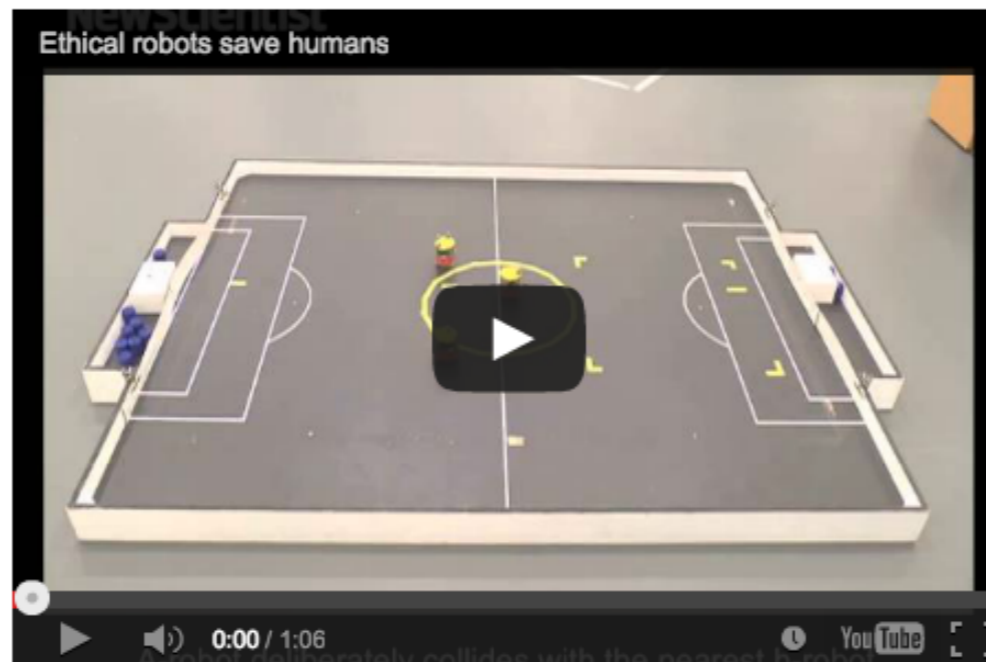 NewScientist
Ethical robots save humans
0:00 / 1:06
YouTube
A robot deliberately collides with the nearest h-robot